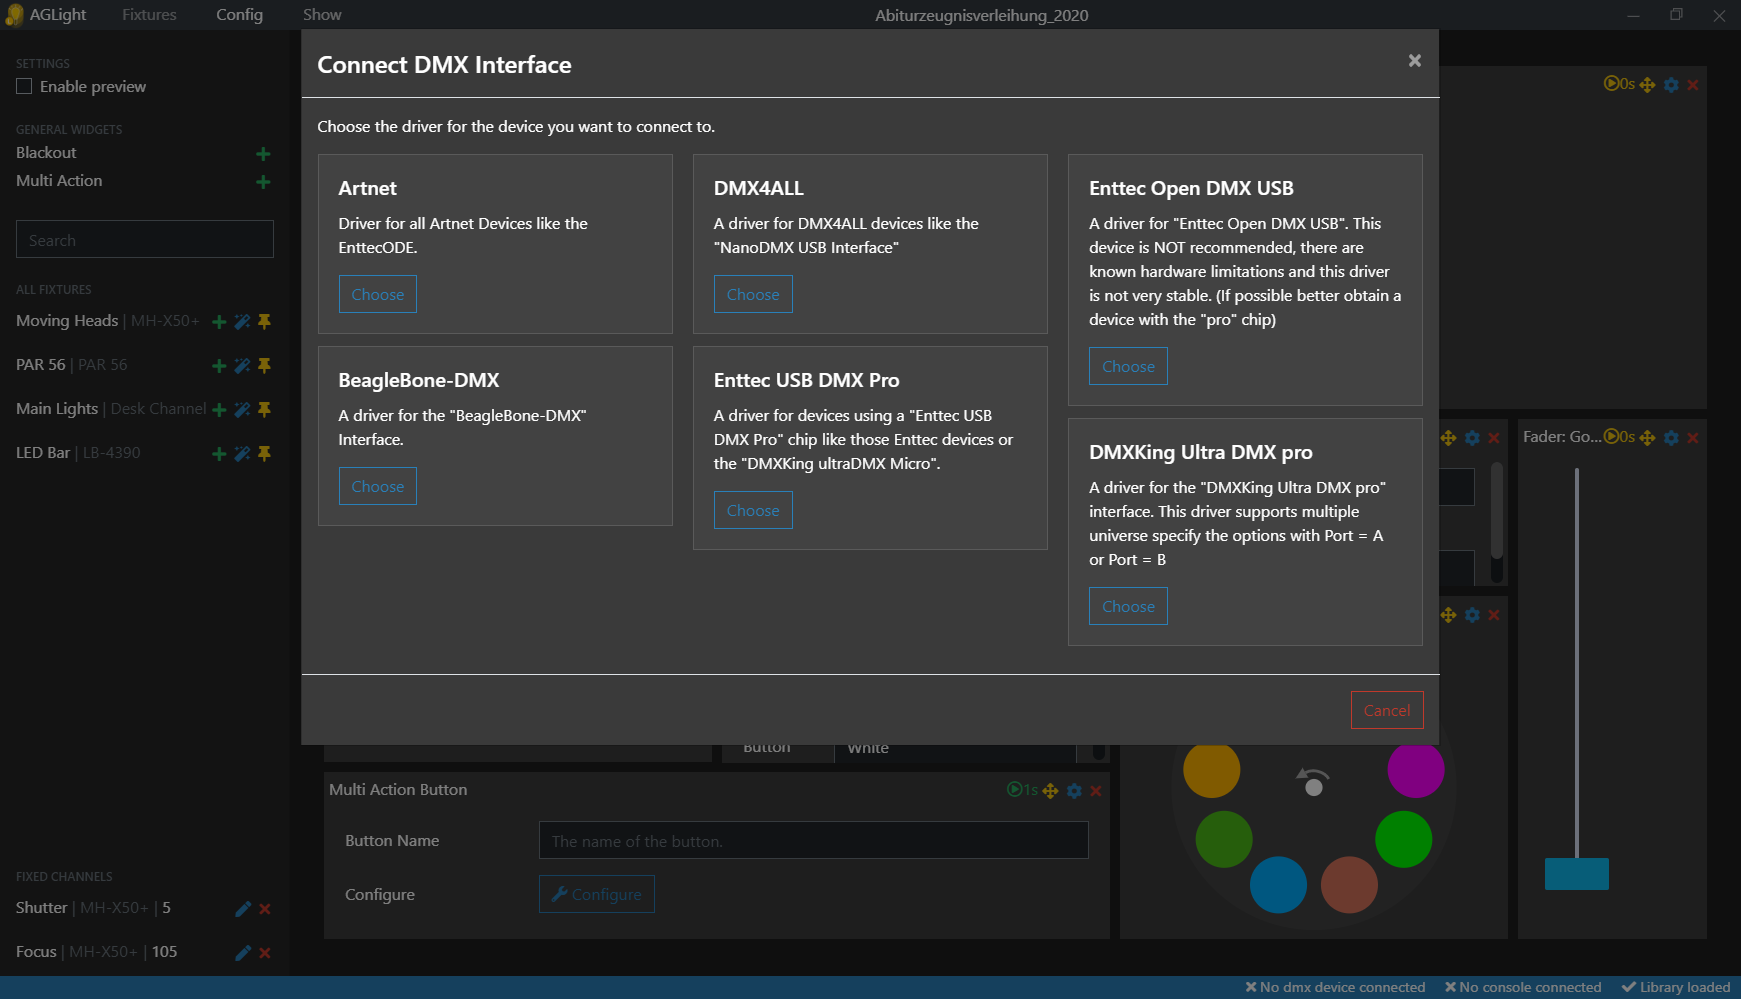 AGLight Fixtures Config Show Abiturzeugnisverleihung_2020
SETTINGS
Enable preview
GENERAL WIDGETS
Blackout
Multi Action
Search
ALL FIXTURES
Moving Heads | MH-X50+
PAR 56 | PAR 56
Main Lights | Desk Channel
LED Bar | LB-4390
FIXED CHANNELS
Shutter | MH-X50+ | 5
Focus | MH-X50+ | 105
Connect DMX Interface
Choose the driver for the device you want to connect to.
Artnet
Driver for all Artnet Devices like the
EnttecODE.
Choose
BeagleBone-DMX
A driver for the "BeagleBone-DMX"
Interface.
Choose
DMX4ALL
A driver for DMX4ALL devices like the
"NanoDMX USB Interface"
Choose
Enttec USB DMX Pro
A driver for devices using a "Enttec USB
DMX Pro" chip like those Enttec devices or
the "DMXKing ultraDMX Micro".
Choose
Enttec Open DMX USB
A driver for "Enttec Open DMX USB". This
device is NOT recommended, there are
known hardware limitations and this driver
is not very stable. (If possible better obtain a
device with the "pro" chip)
Choose
DMXKing Ultra DMX pro
A driver for the "DMXKing Ultra DMX pro"
interface. This driver supports multiple
universe specify the options with Port = A
or Port = B
Choose
Cancel
0s
Fader: Go... 0s
Button White
Multi Action Button 1s
Button Name The name of the button.
Configure Configure
No dmx device connected No console connected Library loaded